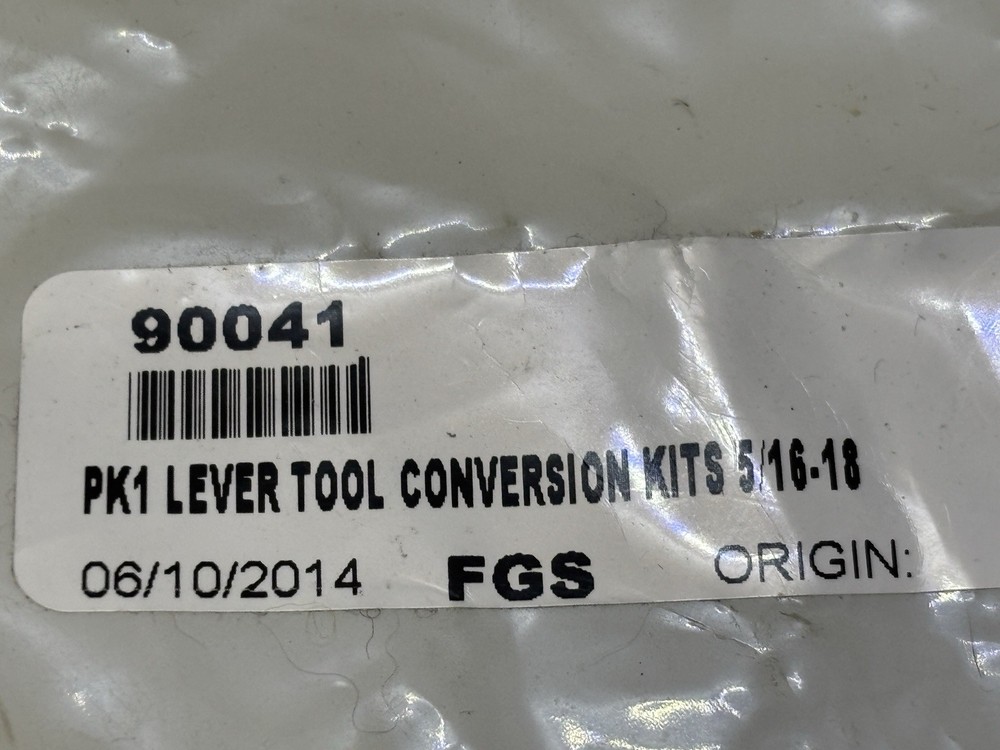 90041
PK1 LEVER TOOL CONVERSION KITS 5/16-18
06/10/2014 FGS ORIGIN: